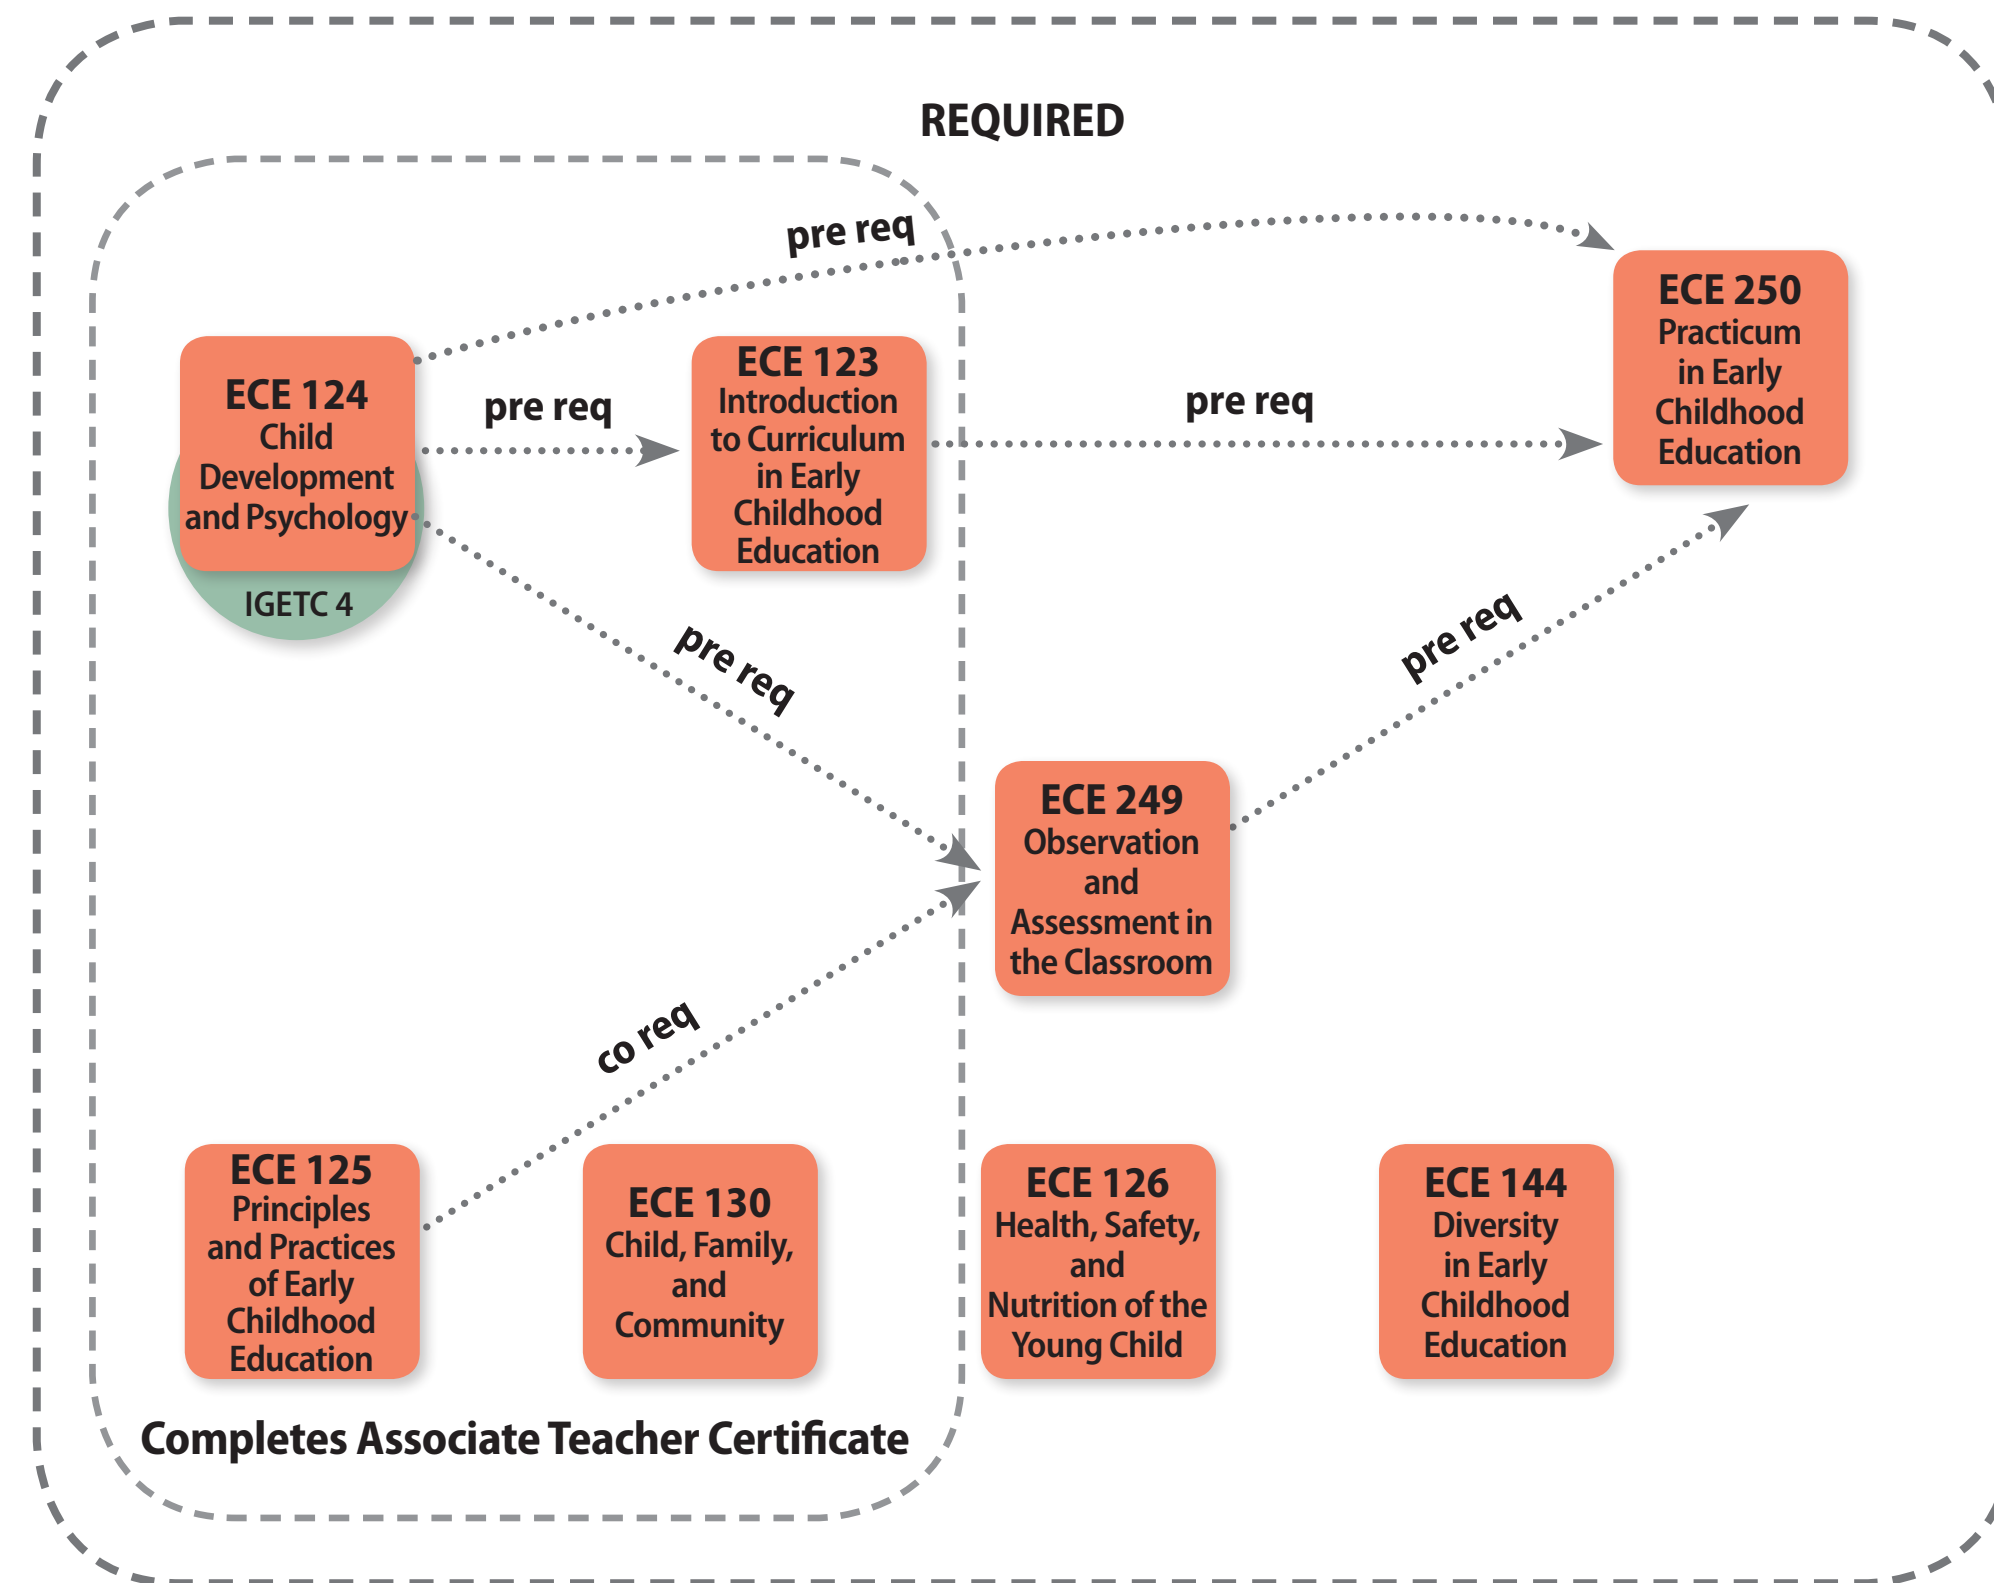 REQUIRED
pre req
ECE 124
Child
Development
and Psychology
IGETC 4
pre req
ECE 123
Introduction
to Curriculum
in Early
Childhood
Education
pre req
ECE 250
Practicum
in Early
Childhood
Education
pre req
pre req
ECE 249
Observation
and
Assessment in
the Classroom
co req
ECE 125
Principles
and Practices
of Early
Childhood
Education
ECE 130
Child, Family,
and
Community
ECE 126
Health, Safety,
and
Nutrition of the
Young Child
ECE 144
Diversity
in Early
Childhood
Education
Completes Associate Teacher Certificate